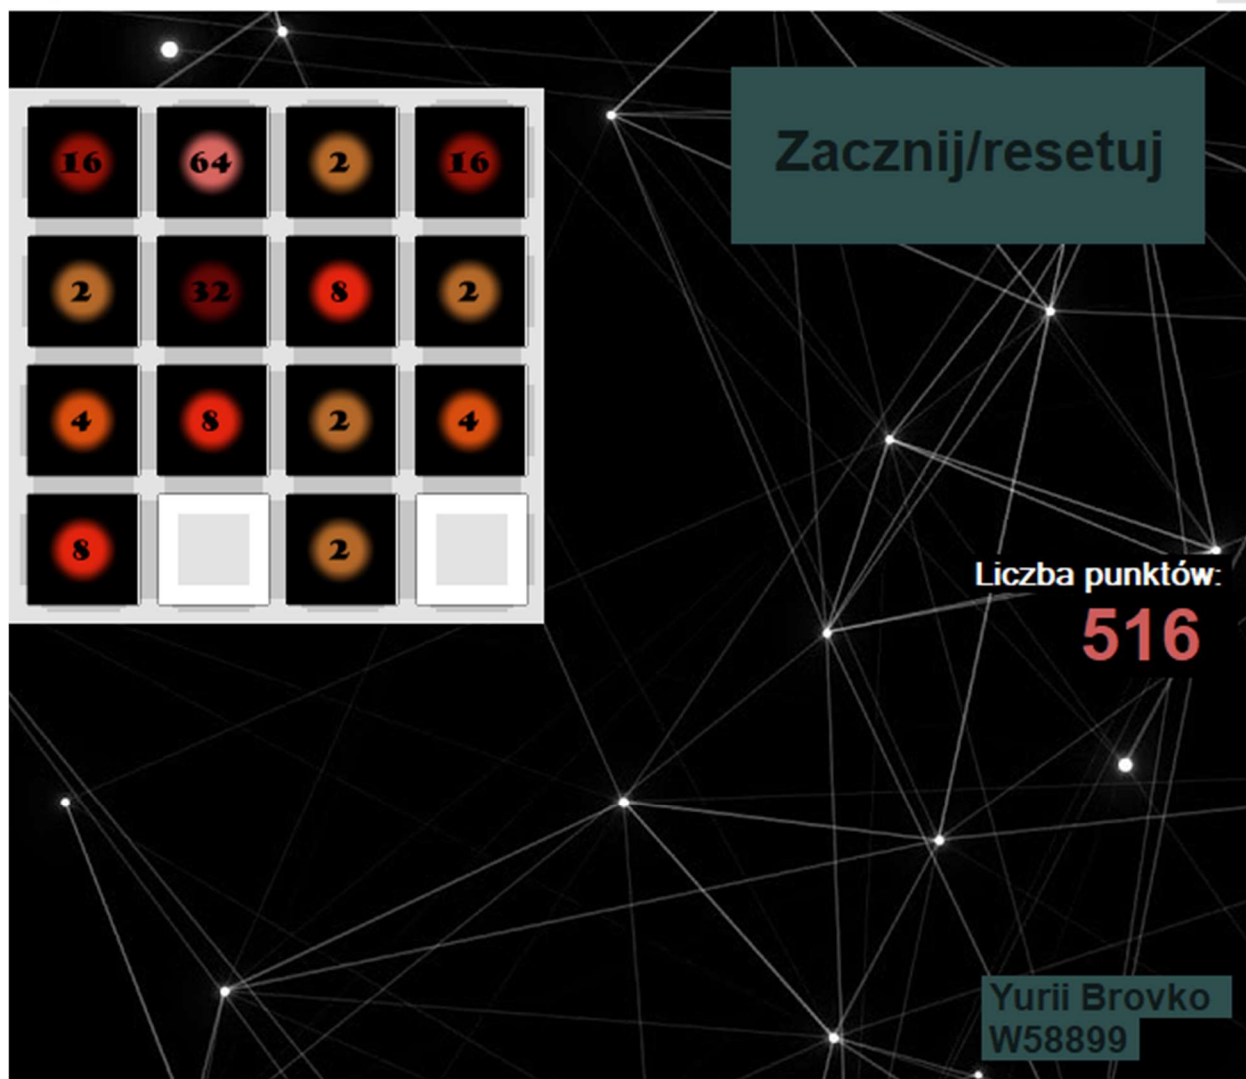 16 64 2 16
2 32 8 2
4 8 2 4
8 2
Zacznij/resetuj
Liczba punktów:
516
Yurii Brovko
W58899